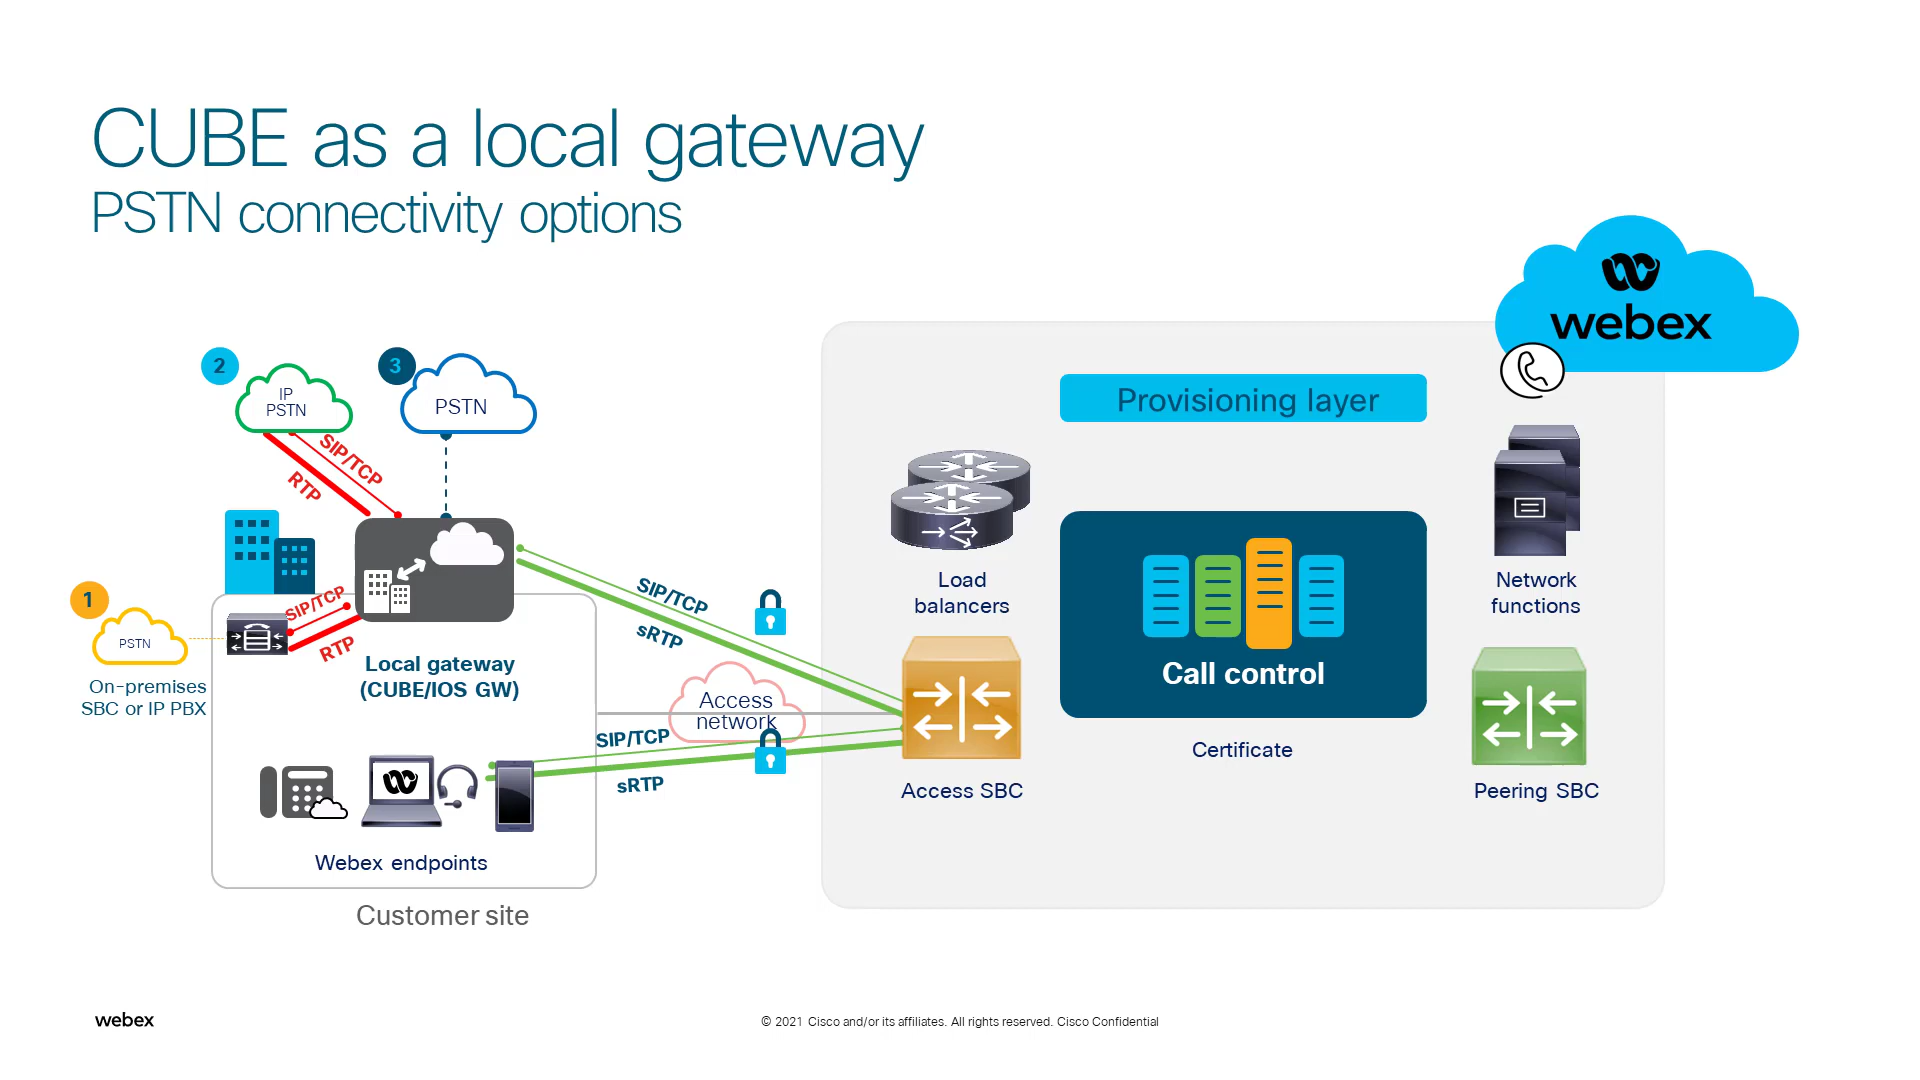 CUBE as a local gateway
PSTN connectivity options
webex
Provisioning layer
2
IP
PSTN
3
PSTN
SIP/TCP
RTP
1
PSTN
On-premises
SBC or IP PBX
SIP/TCP
RTP
Local gateway
(CUBE/IOS GW)
SIP/TCP
sRTP
Access
network
SIP/TCP
sRTP
Webex endpoints
Customer site
Load
balancers
Access SBC
Call control
Certificate
Network
functions
Peering SBC
webex
© 2021 Cisco and/or its affiliates. All rights reserved. Cisco Confidential